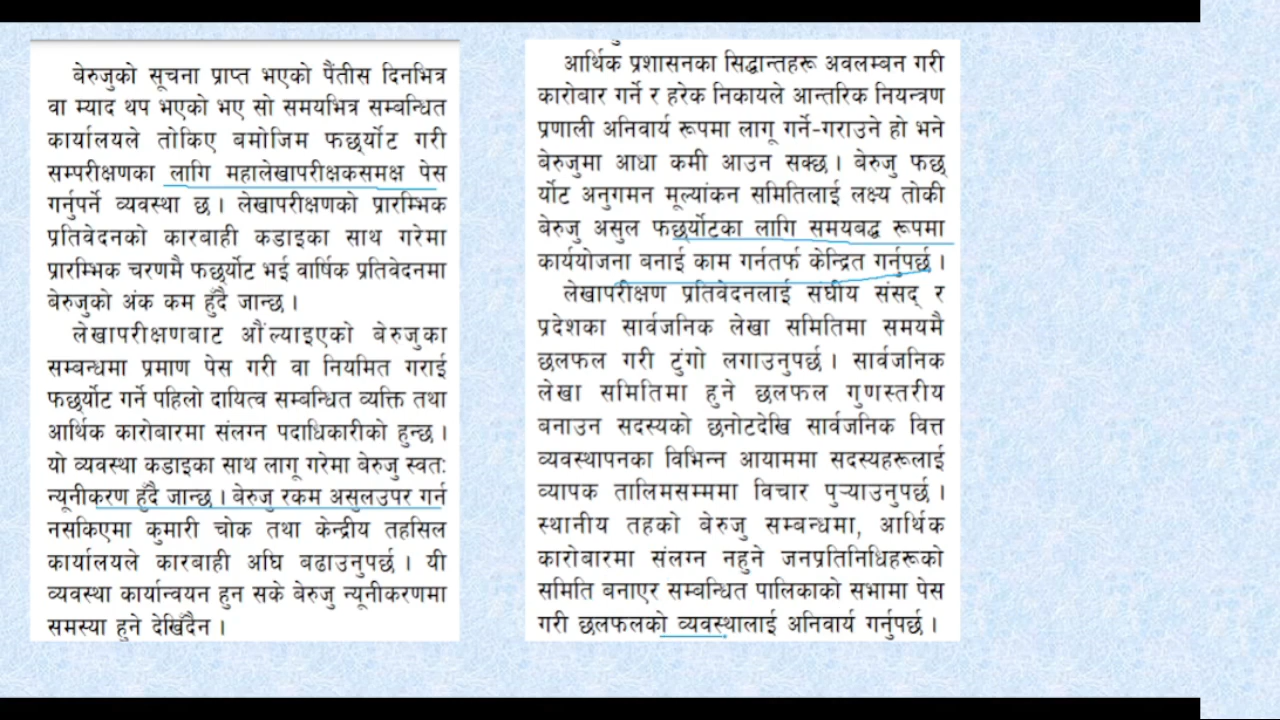 बेरुजुको सूचना प्राप्त भएको पैंतीस दिनभित्र
वा म्याद थप भएको भए सो समयभित्र सम्बन्धित
कार्यालयले तोकिए बमोजिम फछ्र्योट गरी
सम्परीक्षणका लागि महालेखापरीक्षकसमक्ष पेस
गर्नुपर्ने व्यवस्था छ । लेखापरीक्षणको प्रारम्भिक
प्रतिवेदनको कारबाही कडाइका साथ गरेमा
प्रारम्भिक चरणमै फछ्र्योट भई वार्षिक प्रतिवेदनमा
बेरुजुको अंक कम हुँदै जान्छ ।
लेखापरीक्षणबाट औंल्याइएको बेरुजुका
सम्बन्धमा प्रमाण पेस गरी वा नियमित गराई
फछ्र्योट गर्ने पहिलो दायित्व सम्बन्धित व्यक्ति तथा
आर्थिक कारोबारमा संलग्न पदाधिकारीको हुन्छ ।
यो व्यवस्था कडाइका साथ लागू गरेमा बेरुजु स्वतः
न्यूनीकरण हुँदै जान्छ । बेरुजु रकम असुलउपर गर्न
नसकिएमा कुमारी चोक तथा केन्द्रीय तहसिल
कार्यालयले कारबाही अघि बढाउनुपर्छ । यी
व्यवस्था कार्यान्वयन हुन सके बेरुजु न्यूनीकरणमा
समस्या हुने देखिँदैन ।
आर्थिक प्रशासनका सिद्धान्तहरू अवलम्बन गरी
कारोबार गर्ने र हरेक निकायले आन्तरिक नियन्त्रण
प्रणाली अनिवार्य रूपमा लागू गर्ने-गराउने हो भने
बेरुजुमा आधा कमी आउन सक्छ । बेरुजु फछ्
र्योट अनुगमन मूल्यांकन समितिलाई लक्ष्य तोकी
बेरुजु असुल फछ्र्योटका लागि समयबद्ध रूपमा
कार्ययोजना बनाई काम गर्नतर्फ केन्द्रित गर्नुपर्छ ।
लेखापरीक्षण प्रतिवेदनलाई संघीय संसद् र
प्रदेशका सार्वजनिक लेखा समितिमा समयमै
छलफल गरी टुंगो लगाउनुपर्छ । सार्वजनिक
लेखा समितिमा हुने छलफल गुणस्तरीय
बनाउन सदस्यको छनोटदेखि सार्वजनिक वित्त
व्यवस्थापनका विभिन्न आयाममा सदस्यहरूलाई
व्यापक तालिमसम्ममा विचार पुर्‍याउनुपर्छ ।
स्थानीय तहको बेरुजु सम्बन्धमा, आर्थिक
कारोबारमा संलग्न नहुने जनप्रतिनिधिहरूको
समिति बनाएर सम्बन्धित पालिकाको सभामा पेस
गरी छलफलको व्यवस्थालाई अनिवार्य गर्नुपर्छ ।